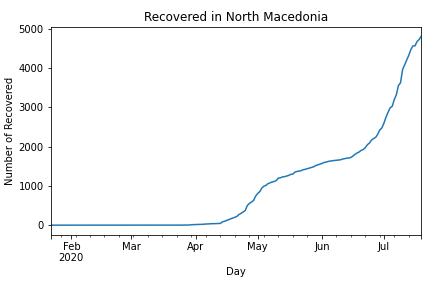 Recovered in North Macedonia
5000
4000
3000
2000
1000
0
Number of Recovered
Feb Mar Apr May Jun Jul
2020
Day